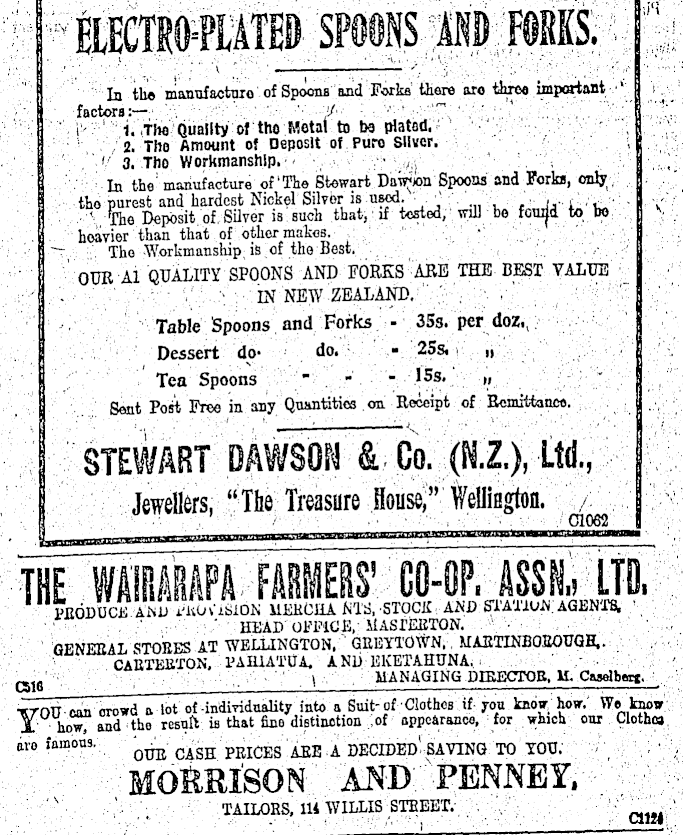 ELECTRO-PLATED SPOONS AND FORKS.
In the manufacture of Spoons and Forks there are three important
factors:—
1. The Quality of the Metal to be plated.
2. The Amount of Deposit of Pure Silver.
3. The Workmanship.
In the manufacture of The Stewart Dawson Spoons and Forks, only
the purest and hardest Nickel Silver is used.
The Deposit of Silver is such that, if tested, will be found to be
heavier than that of other makes.
The Workmanship is of the Best.
OUR A1 QUALITY SPOONS AND FORKS ARE THE BEST VALUE
IN NEW ZEALAND.
Table Spoons and Forks - 35s. per doz.
Dessert do. do. - 25s. „
Tea Spoons - - - 15s. „
Sent Post Free in any Quantities on Receipt of Remittance.
STEWART DAWSON & Co. (N.Z.), Ltd.,
Jewellers, "The Treasure House," Wellington.
C1062
THE WAIRARAPA FARMERS' CO-OP. ASSN., LTD.
PRODUCE AND PROVISION MERCHANTS, STOCK AND STATION AGENTS,
HEAD OFFICE, MASTERTON.
GENERAL STORES AT WELLINGTON, GREYTOWN, MARTINBOROUGH,
CARTERTON, PAHIATUA, AND EKETAHUNA.
C516 MANAGING DIRECTOR, M. Caselberg.
YOU can crowd a lot of individuality into a Suit of Clothes if you know how. We know
how, and the result is that fine distinction of appearance, for which our Clothes
are famous.
OUR CASH PRICES ARE A DECIDED SAVING TO YOU.
MORRISON AND PENNEY,
TAILORS, 114 WILLIS STREET.